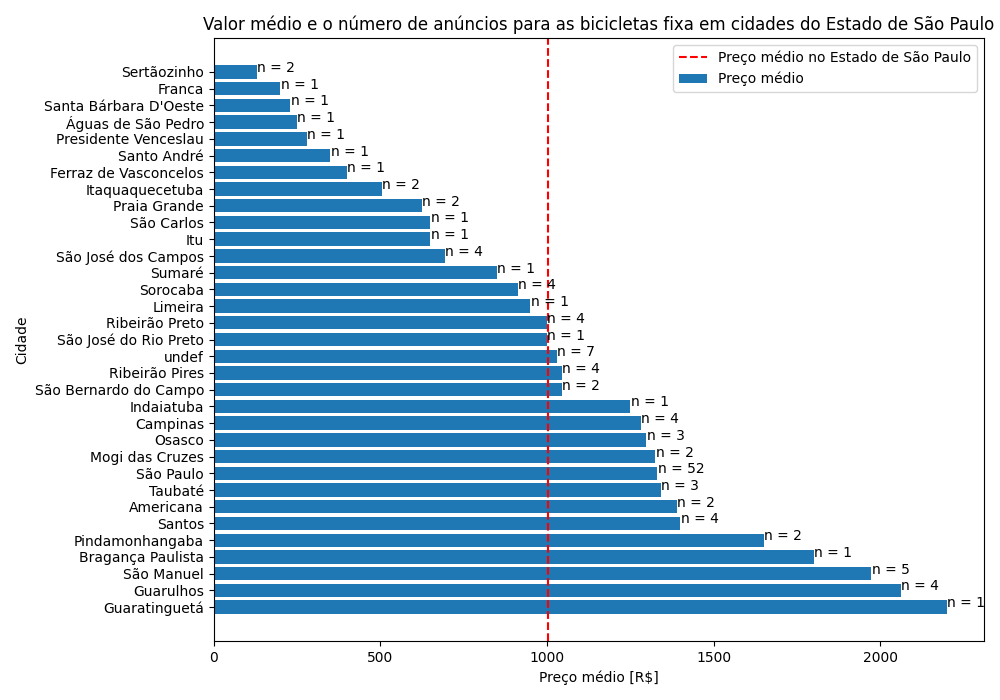 Valor médio e o número de anúncios para as bicicletas fixa em cidades do Estado de São Paulo
Preço médio no Estado de São Paulo
Preço médio
Cidade
Sertãozinho n = 2
Franca n = 1
Santa Bárbara D'Oeste n = 1
Águas de São Pedro n = 1
Presidente Venceslau n = 1
Santo André n = 1
Ferraz de Vasconcelos n = 1
Itaquaquecetuba n = 2
Praia Grande n = 2
São Carlos n = 1
Itu n = 1
São José dos Campos n = 4
Sumaré n = 1
Sorocaba n = 4
Limeira n = 1
Ribeirão Preto n = 4
São José do Rio Preto n = 1
undef n = 7
Ribeirão Pires n = 4
São Bernardo do Campo n = 2
Indaiatuba n = 1
Campinas n = 4
Osasco n = 3
Mogi das Cruzes n = 2
São Paulo n = 52
Taubaté n = 3
Americana n = 2
Santos n = 4
Pindamonhangaba n = 2
Bragança Paulista n = 1
São Manuel n = 5
Guarulhos n = 4
Guaratinguetá n = 1
0 500 1000 1500 2000
Preço médio [R$]